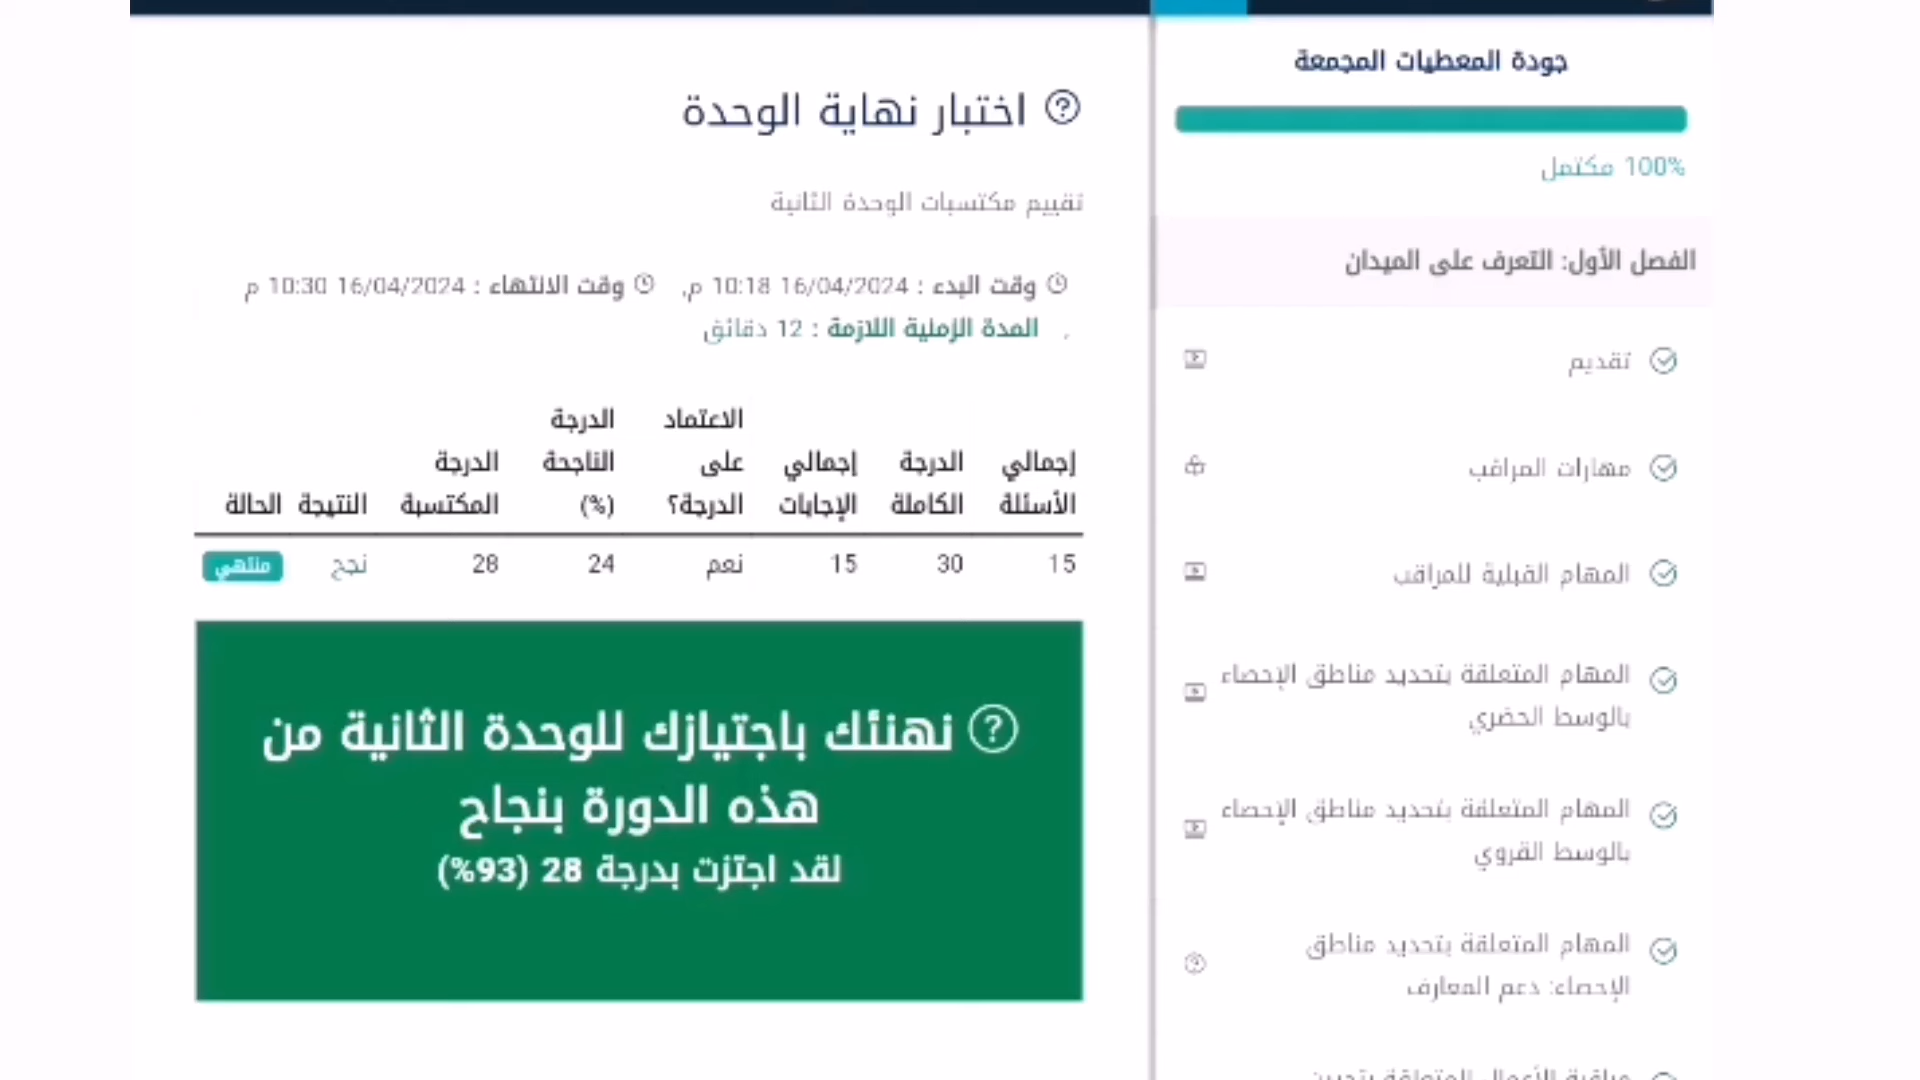 جودة المعطيات المجمعة
100% مكتمل
الفصل الأول: التعرف على الميدان
تقديم
مهارات المراقب
المهام القبلية للمراقب
المهام المتعلقة بتحديد مناطق الإحصاء
بالوسط الحضري
المهام المتعلقة بتحديد مناطق الإحصاء
بالوسط القروي
المهام المتعلقة بتحديد مناطق
الإحصاء: دعم المعارف
اختبار نهاية الوحدة
تقييم مكتسبات الوحدة الثانية
وقت البدء : 16/04/2024 10:18 م, وقت الانتهاء : 16/04/2024 10:30 م
, المدة الزمنية اللازمة : 12 دقائق
إجمالي الأسئلة الدرجة الكاملة إجمالي الإجابات الاعتماد على الدرجة؟ الدرجة الناجحة (%) الدرجة المكتسبة النتيجة الحالة
15 30 15 نعم 24 28 نجح منتهي
نهنئك باجتيازك للوحدة الثانية من
هذه الدورة بنجاح
لقد اجتزت بدرجة 28 (93%)